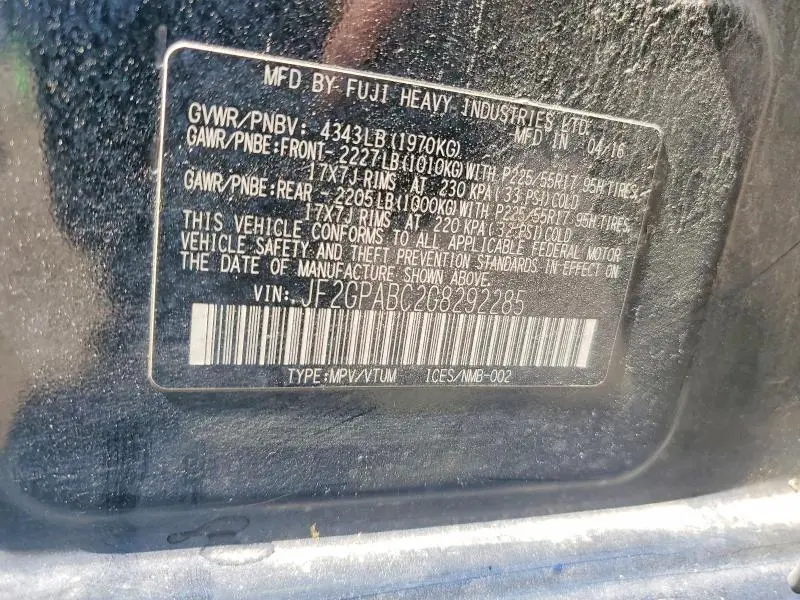 MFD BY FUJI HEAVY INDUSTRIES LTD.
GVWR/PNBV: 4343LB(1970KG) MFD IN 04/16
GAWR/PNBE:FRONT- 2227LB(1010KG)WITH P225/55R17 95H TIRES,
17X7J RIMS AT 230 KPA(33 PSI)COLD
GAWR/PNBE:REAR - 2205LB(1000KG)WITH P225/55R17 95H TIRES,
17X7J RIMS AT 220 KPA(32PSI)COLD
THIS VEHICLE CONFORMS TO ALL APPLICABLE FEDERAL MOTOR
VEHICLE SAFETY AND THEFT PREVENTION STANDARDS IN EFFECT ON
THE DATE OF MANUFACTURE SHOWN ABOVE.
VIN: JF2GPABC2G8292285
TYPE:MPV/VTUM ICES/NMB-002